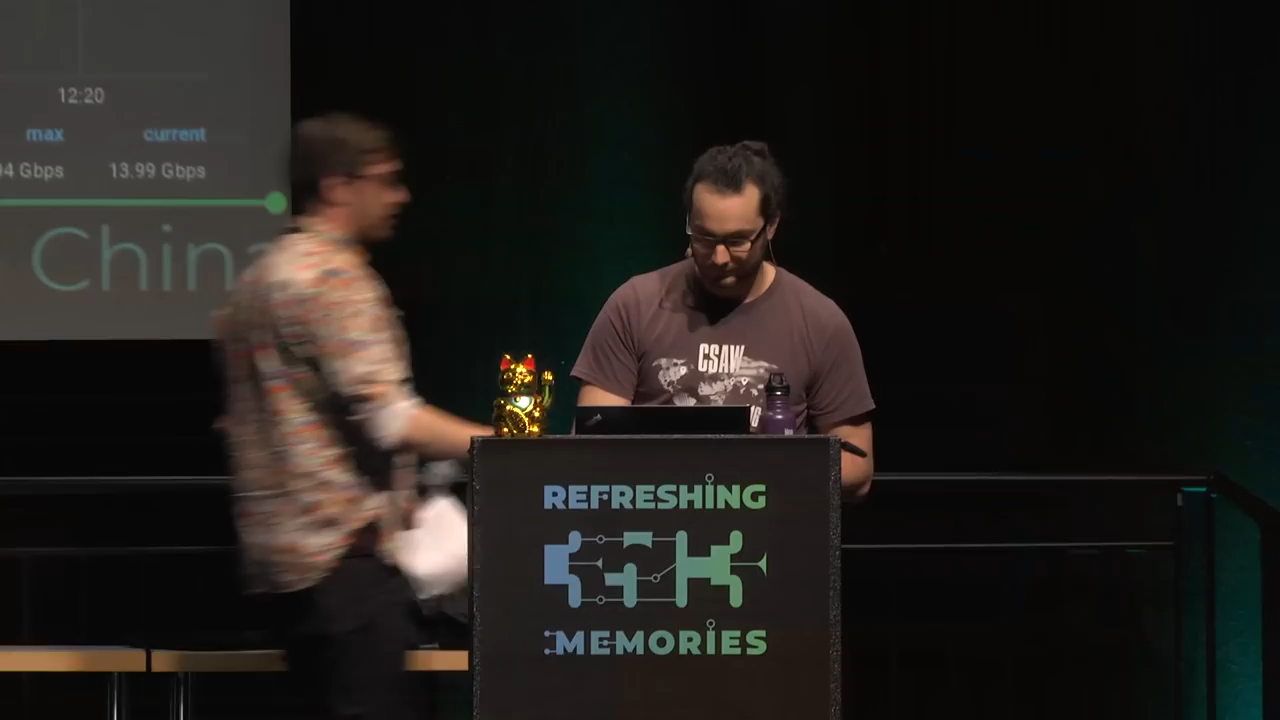 12:20
max current
04 Gbps 13.99 Gbps
China
CSAW
REFRESHING
MEMORIES